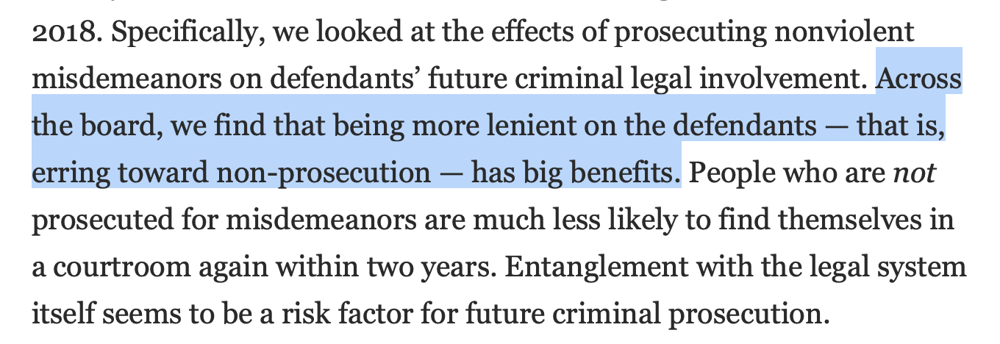 2018. Specifically, we looked at the effects of prosecuting nonviolent
misdemeanors on defendants’ future criminal legal involvement. Across
the board, we find that being more lenient on the defendants — that is,
erring toward non-prosecution — has big benefits. People who are not
prosecuted for misdemeanors are much less likely to find themselves in
a courtroom again within two years. Entanglement with the legal system
itself seems to be a risk factor for future criminal prosecution.